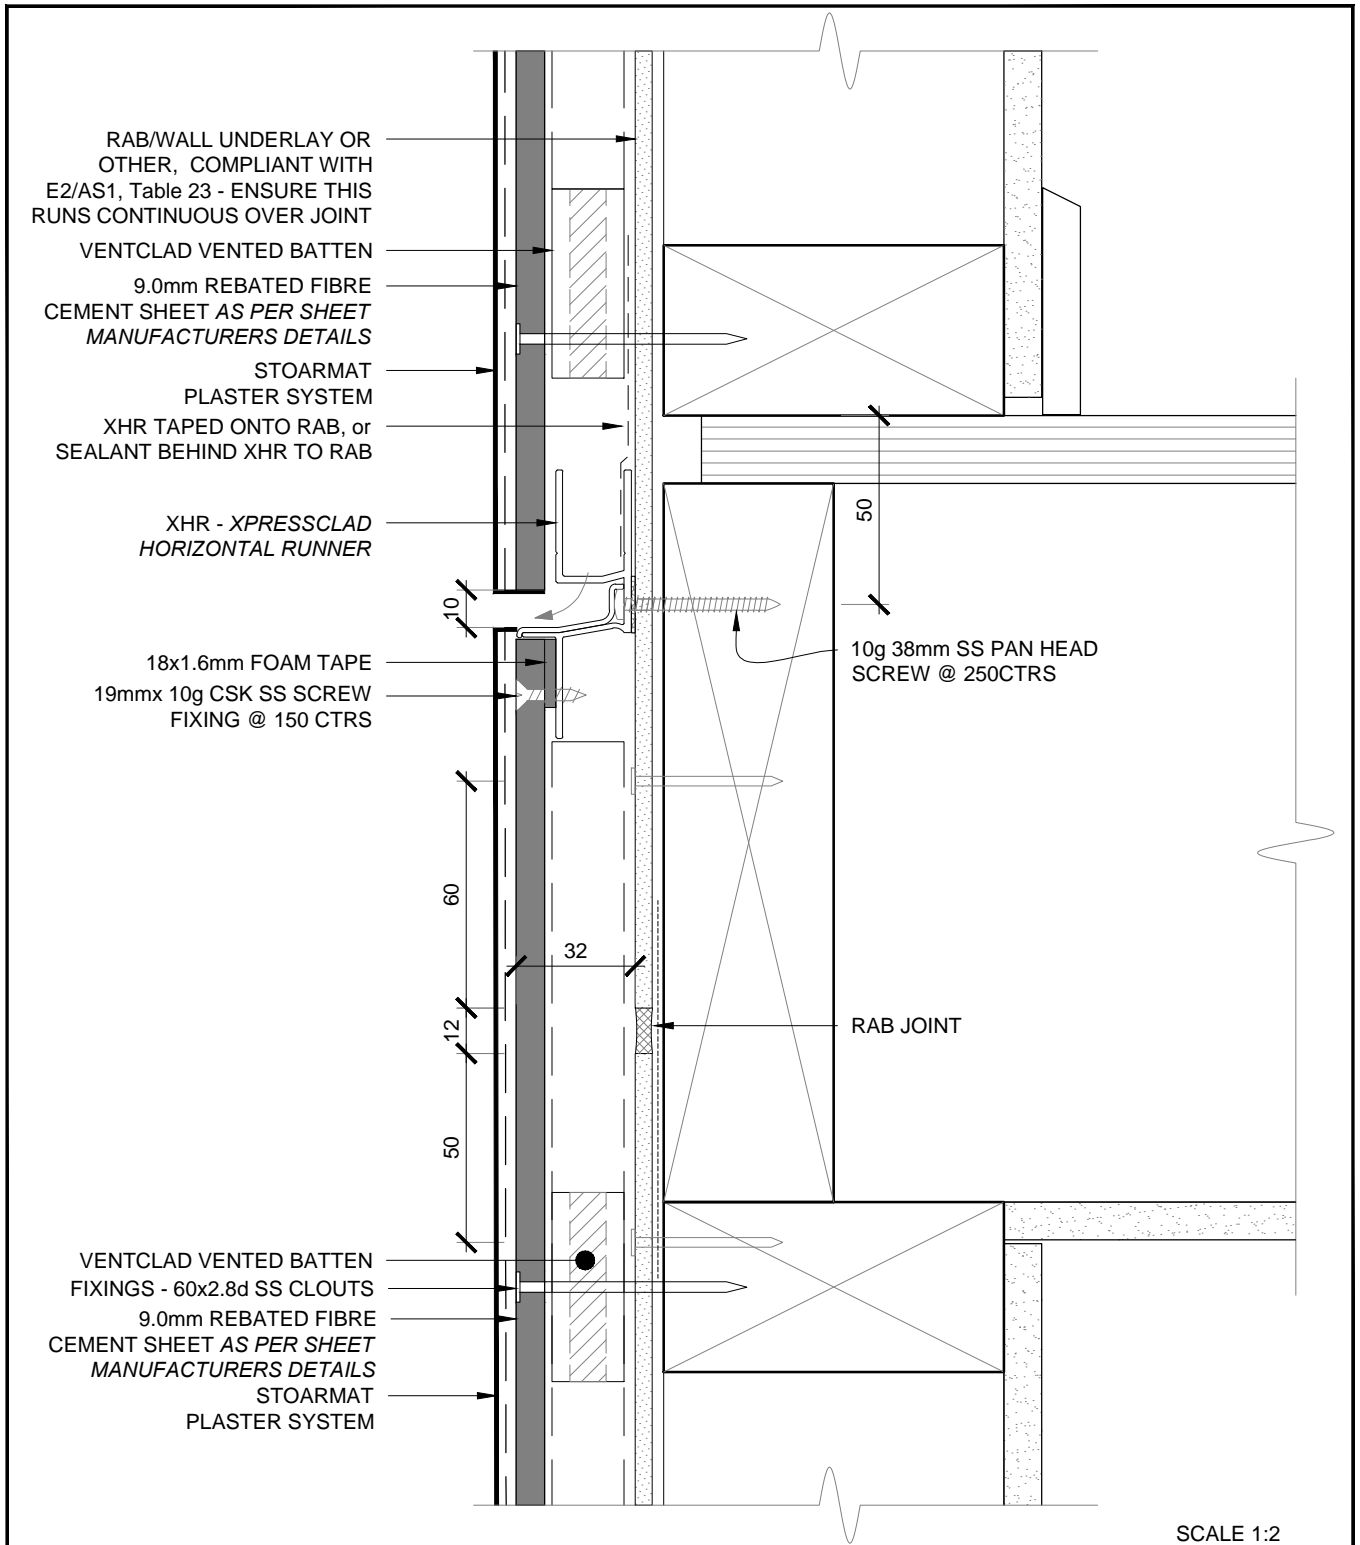 RAB/WALL UNDERLAY OR
OTHER, COMPLIANT WITH
E2/AS1, Table 23 - ENSURE THIS
RUNS CONTINUOUS OVER JOINT
VENTCLAD VENTED BATTEN
9.0mm REBATED FIBRE
CEMENT SHEET AS PER SHEET
MANUFACTURERS DETAILS
STOARMAT
PLASTER SYSTEM
XHR TAPED ONTO RAB, or
SEALANT BEHIND XHR TO RAB
XHR - XPRESSCLAD
HORIZONTAL RUNNER
50
10
10g 38mm SS PAN HEAD
SCREW @ 250CTRS
18x1.6mm FOAM TAPE
19mmx 10g CSK SS SCREW
FIXING @ 150 CTRS
60
32
12
RAB JOINT
50
VENTCLAD VENTED BATTEN
FIXINGS - 60x2.8d SS CLOUTS
9.0mm REBATED FIBRE
CEMENT SHEET AS PER SHEET
MANUFACTURERS DETAILS
STOARMAT
PLASTER SYSTEM
SCALE 1:2